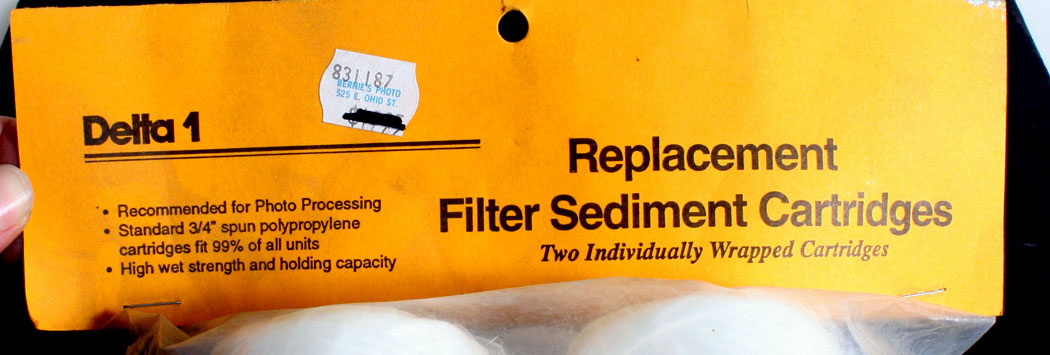 831187
BERNIE'S PHOTO
525 E. OHIO ST.
Delta 1
• Recommended for Photo Processing
• Standard 3/4" spun polypropylene
cartridges fit 99% of all units
• High wet strength and holding capacity
Replacement
Filter Sediment Cartridges
Two Individually Wrapped Cartridges